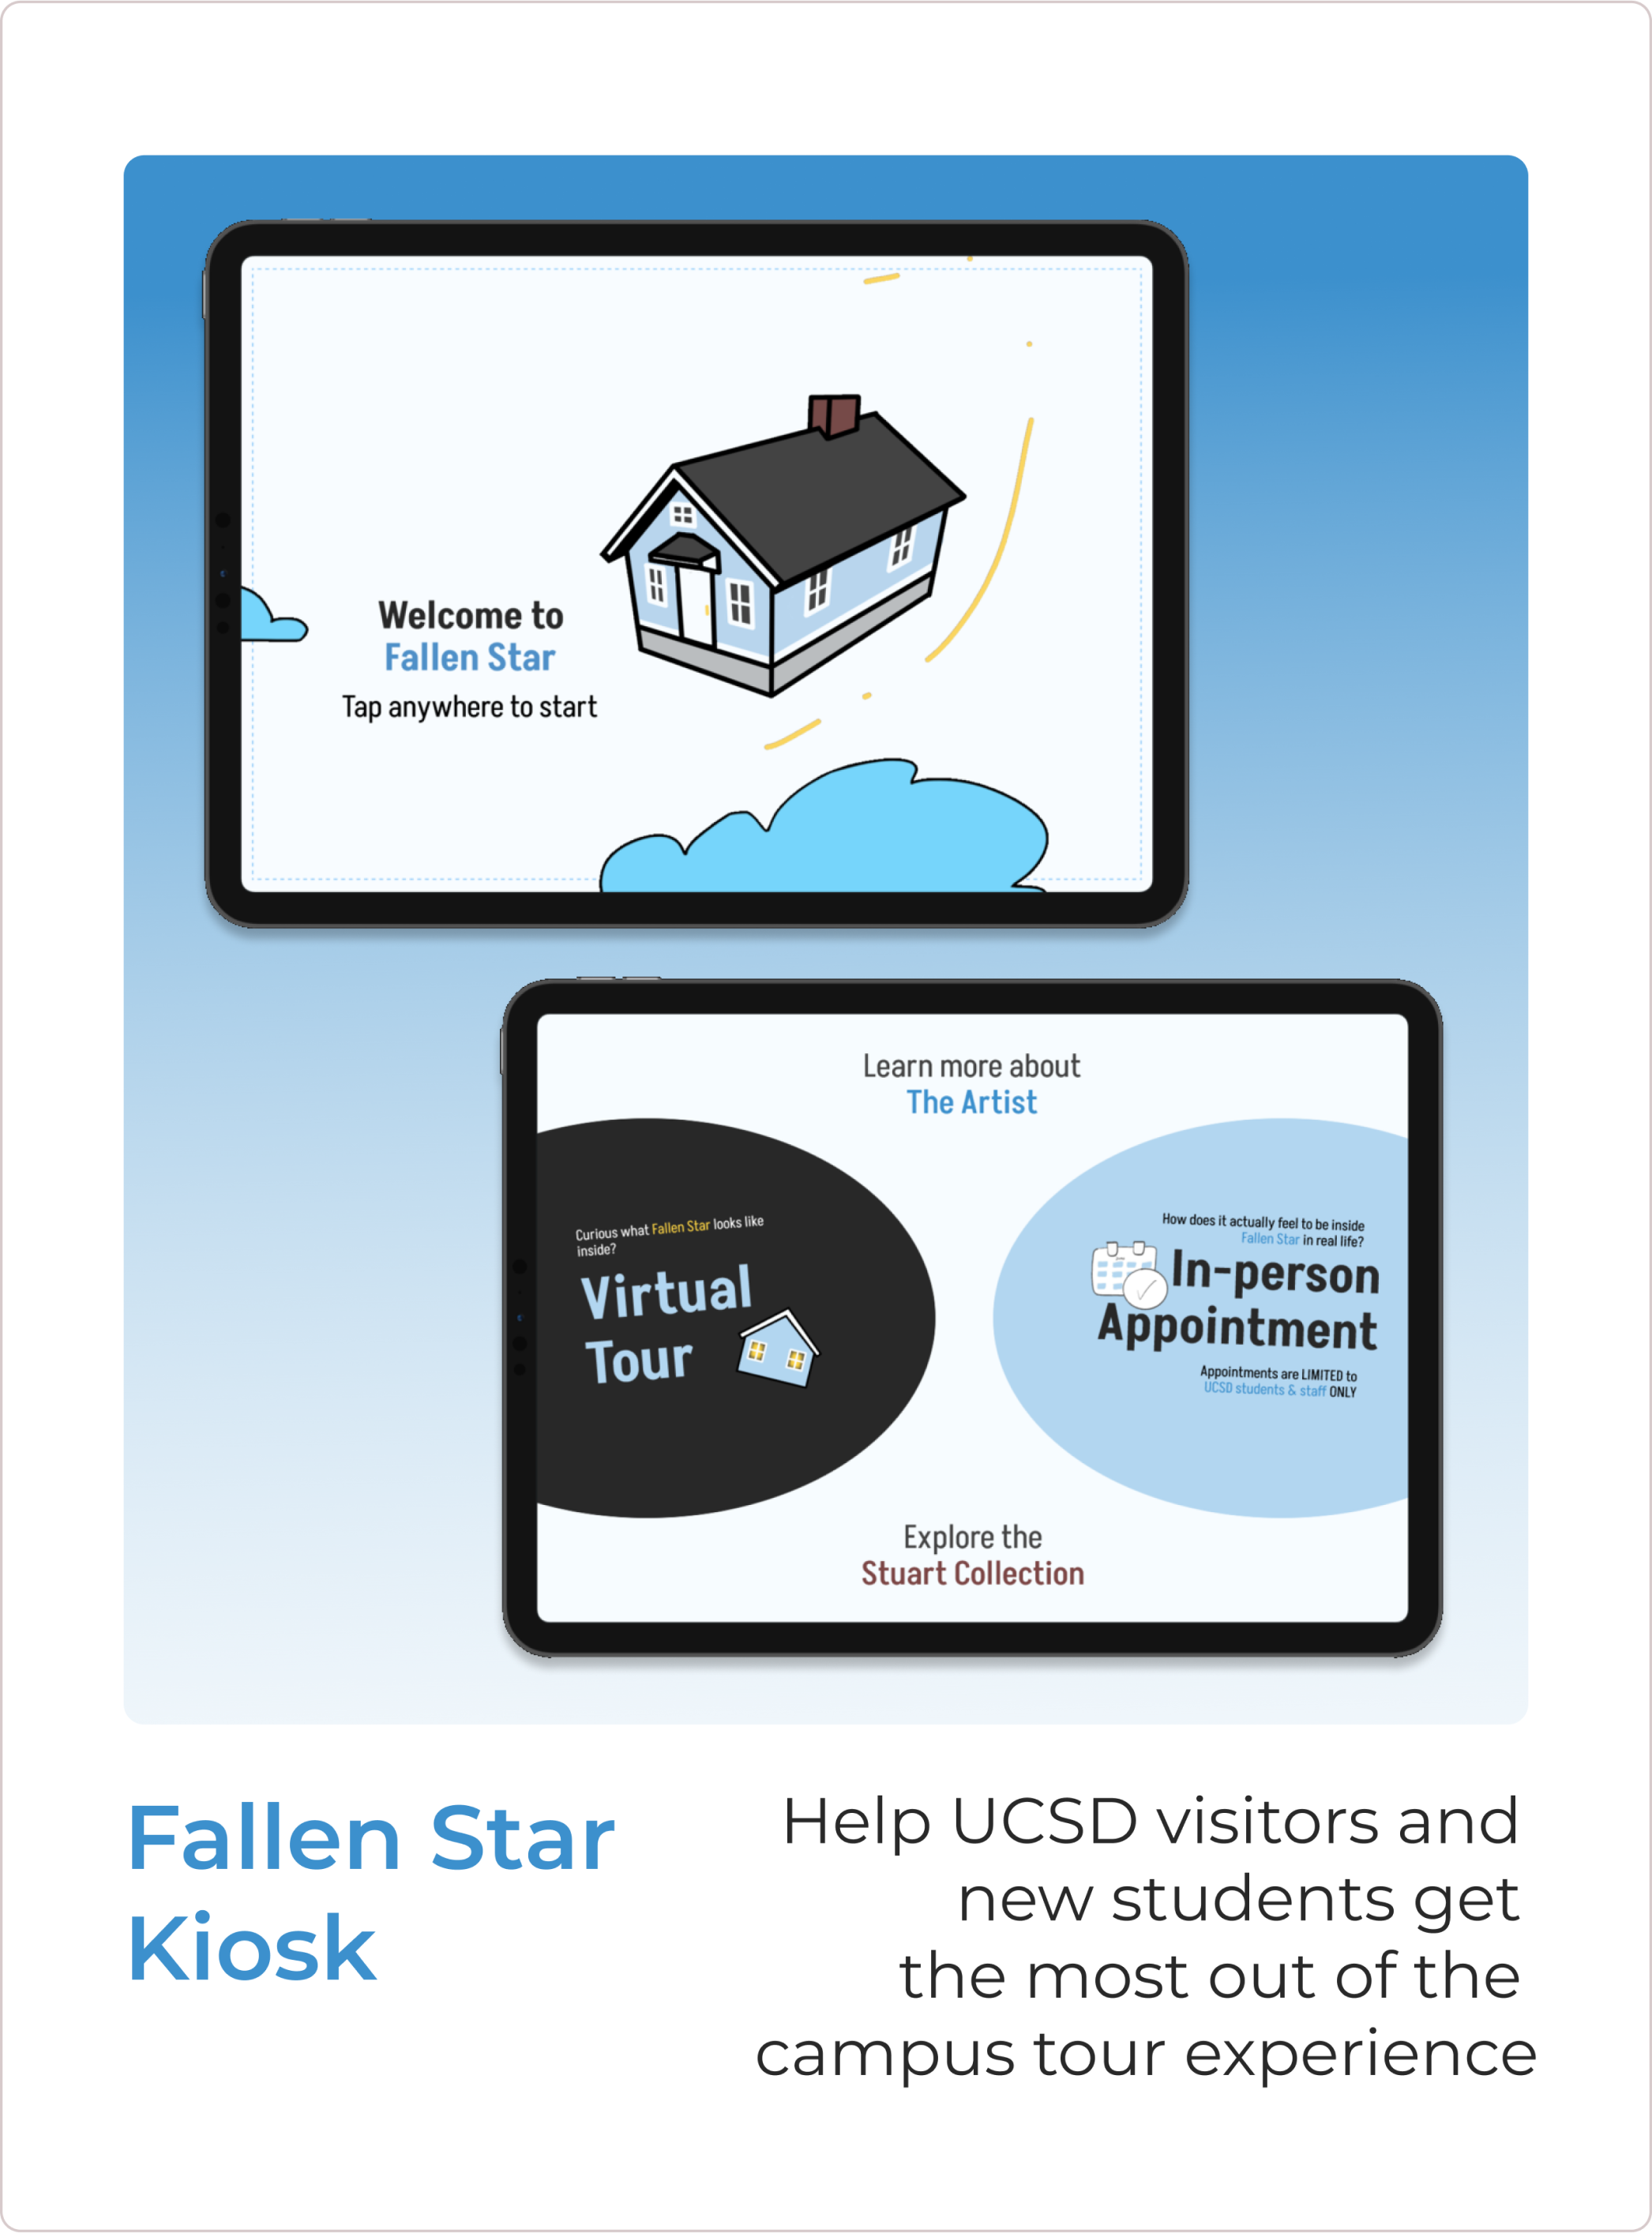 Welcome to
Fallen Star
Tap anywhere to start
Learn more about
The Artist
Curious what Fallen Star looks like
inside?
Virtual
Tour
How does it actually feel to be inside
Fallen Star in real life?
In-person
Appointment
Appointments are LIMITED to
UCSD students & staff ONLY
Explore the
Stuart Collection
Fallen Star
Kiosk
Help UCSD visitors and
new students get
the most out of the
campus tour experience